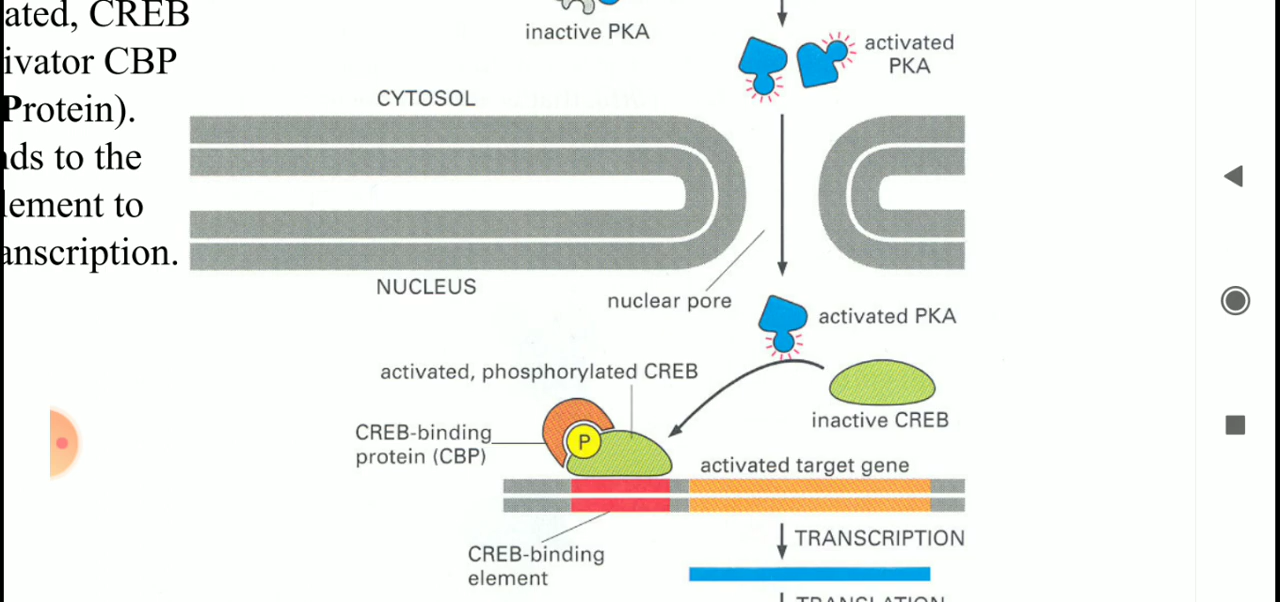 ated, CREB
ivator CBP
Protein).
nds to the
lement to
anscription.
inactive PKA
activated
PKA
CYTOSOL
NUCLEUS
nuclear pore
activated PKA
activated, phosphorylated CREB
inactive CREB
CREB-binding
protein (CBP)
P
activated target gene
CREB-binding
element
TRANSCRIPTION
TRANSLATION